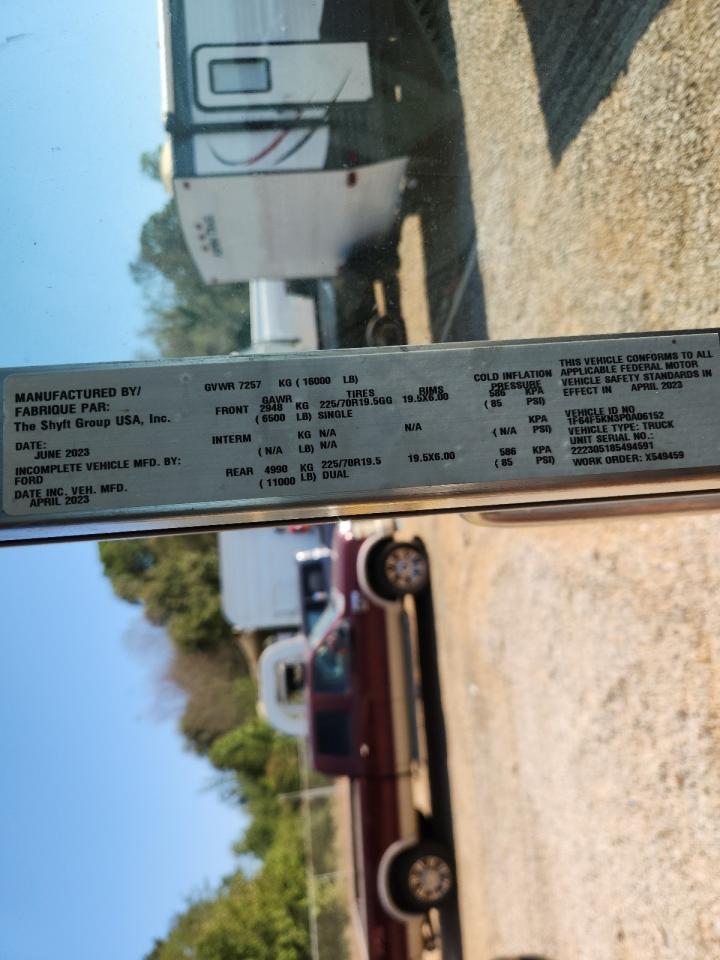 MANUFACTURED BY/
FABRIQUE PAR:
The Shyft Group USA, Inc.
DATE:
JUNE 2023
INCOMPLETE VEHICLE MFD. BY:
FORD
DATE INC. VEH. MFD.
APRIL 2023
GVWR 7257 KG ( 16000 LB)
GAWR TIRES RIMS COLD INFLATION PRESSURE
FRONT 2948 KG 225/70R19.5GG 19.5X6.00 586 KPA
( 6500 LB) SINGLE ( 85 PSI)
INTERM KG N/A N/A KPA
( N/A LB) N/A ( N/A PSI)
REAR 4990 KG 225/70R19.5 19.5X6.00 586 KPA
( 11000 LB) DUAL ( 85 PSI)
THIS VEHICLE CONFORMS TO ALL
APPLICABLE FEDERAL MOTOR
VEHICLE SAFETY STANDARDS IN
EFFECT IN APRIL 2023
VEHICLE ID NO
1F64F5KN3P0A06152
VEHICLE TYPE: TRUCK
UNIT SERIAL NO.:
222305185494591
WORK ORDER: X549459